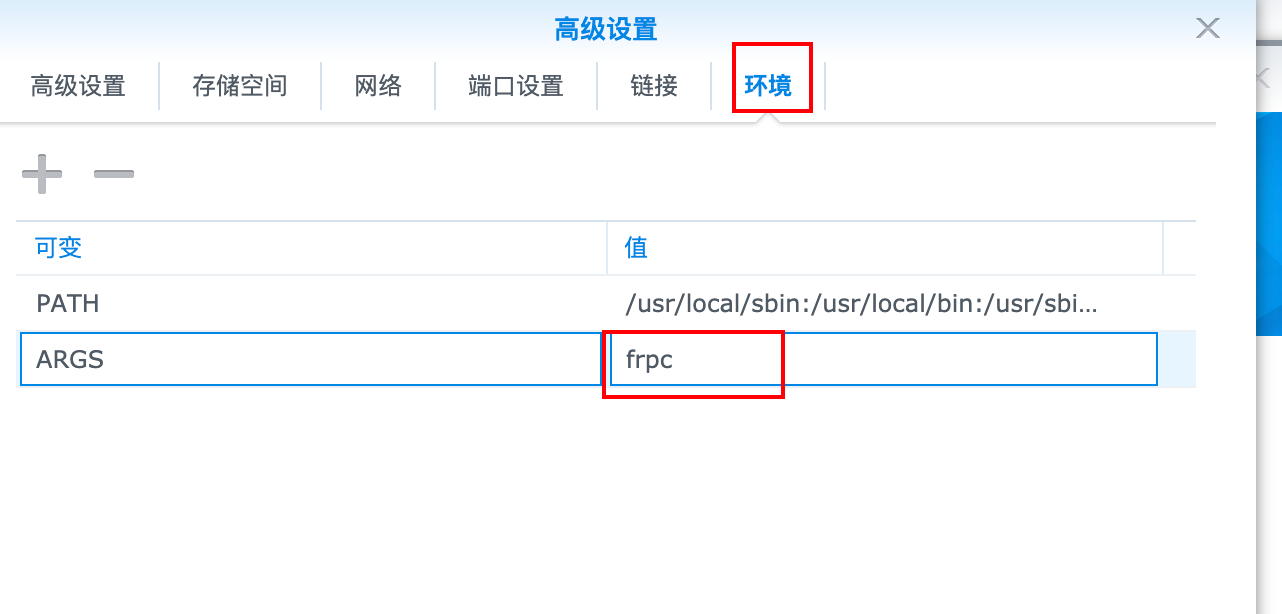 高级设置
高级设置 存储空间 网络 端口设置 链接 环境
可变 值
PATH /usr/local/sbin:/usr/local/bin:/usr/sbi...
ARGS frpc